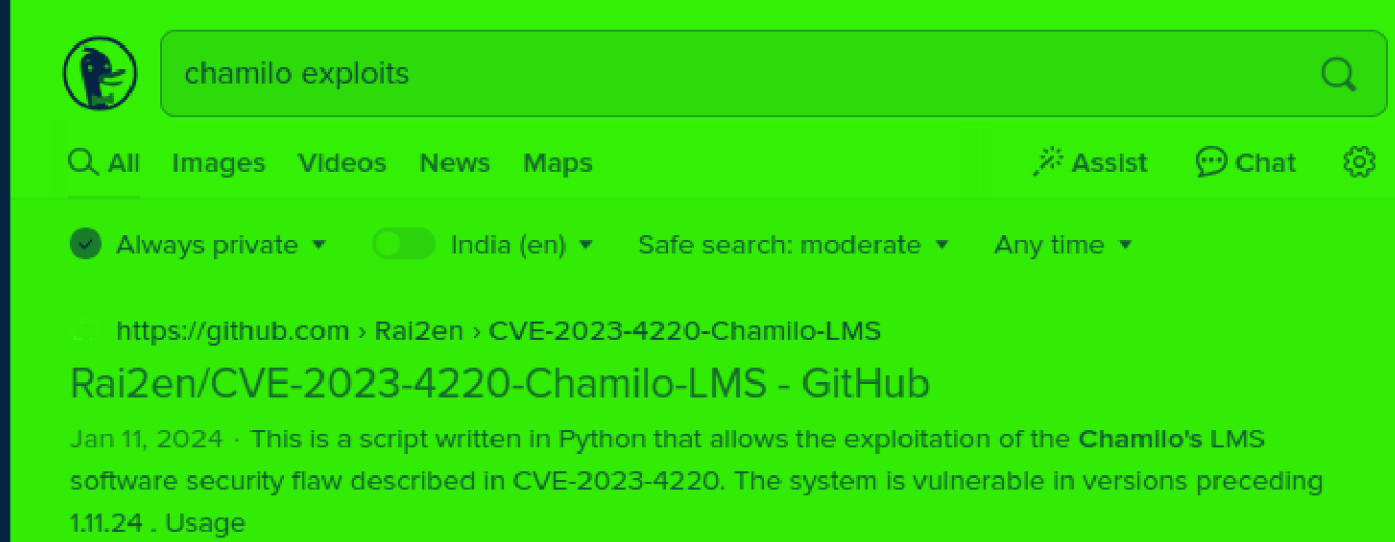 chamilo exploits
All Images Videos News Maps Assist Chat
Always private India (en) Safe search: moderate Any time
https://github.com › Rai2en › CVE-2023-4220-Chamilo-LMS
Rai2en/CVE-2023-4220-Chamilo-LMS - GitHub
Jan 11, 2024 · This is a script written in Python that allows the exploitation of the Chamilo's LMS
software security flaw described in CVE-2023-4220. The system is vulnerable in versions preceding
1.11.24 . Usage